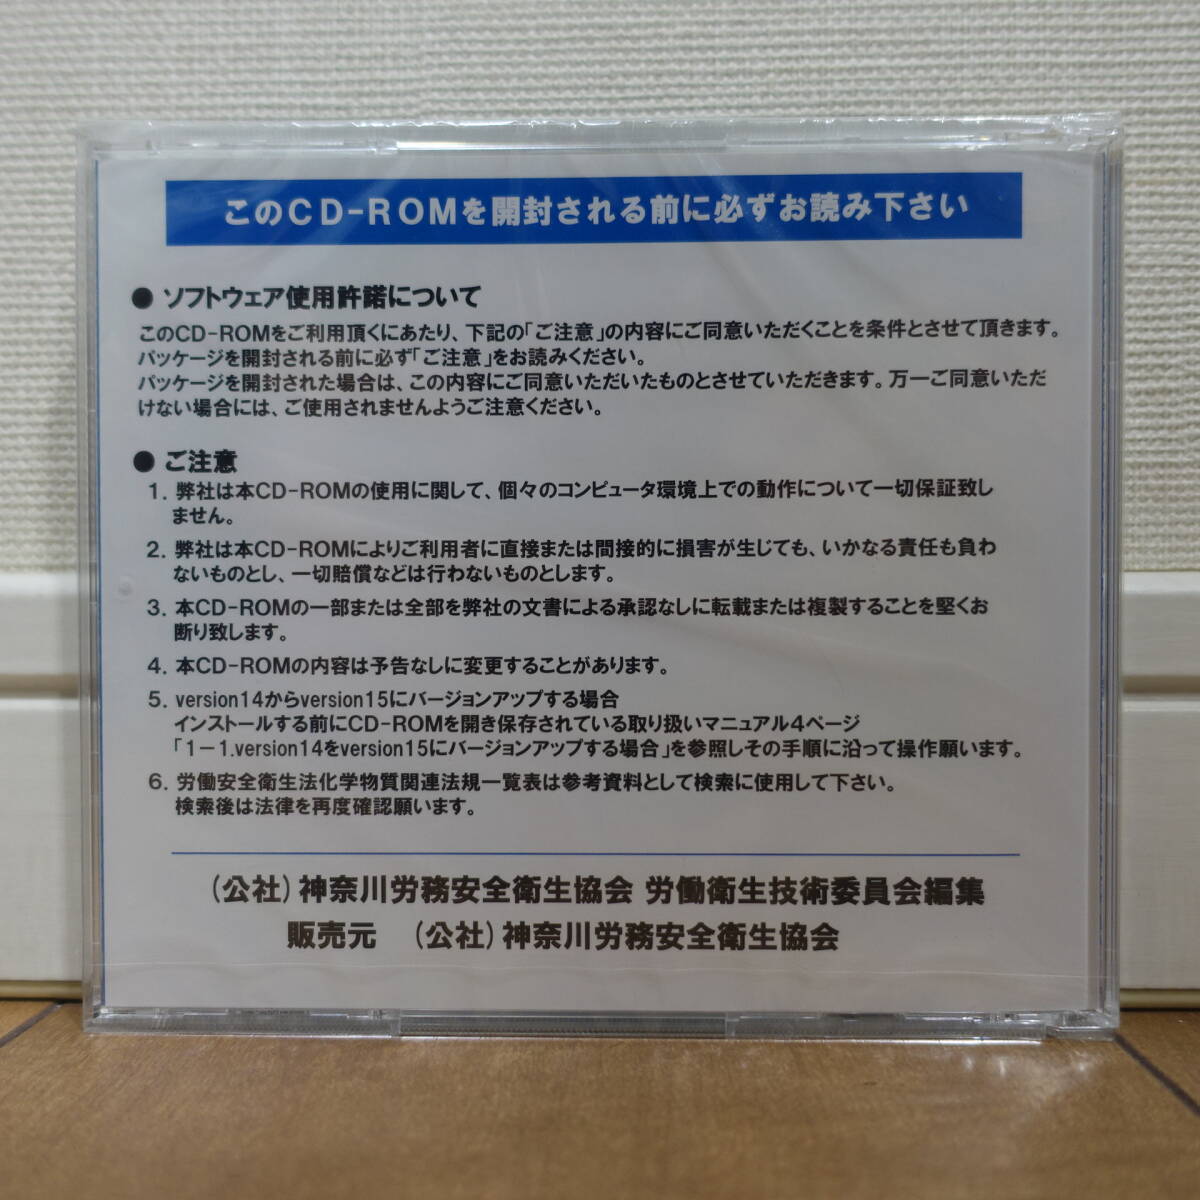 このCD-ROMを開封される前に必ずお読み下さい
● ソフトウェア使用許諾について
このCD-ROMをご利用頂くにあたり、下記の「ご注意」の内容にご同意いただくことを条件とさせて頂きます。
パッケージを開封される前に必ず「ご注意」をお読みください。
パッケージを開封された場合は、この内容にご同意いただいたものとさせていただきます。万一ご同意いただ
けない場合には、ご使用されませんようご注意ください。
● ご注意
1. 弊社は本CD-ROMの使用に関して、個々のコンピュータ環境上での動作について一切保証致し
ません。
2. 弊社は本CD-ROMによりご利用者に直接または間接的に損害が生じても、いかなる責任も負わ
ないものとし、一切賠償などは行わないものとします。
3. 本CD-ROMの一部または全部を弊社の文書による承認なしに転載または複製することを堅くお
断り致します。
4. 本CD-ROMの内容は予告なしに変更することがあります。
5. version14からversion15にバージョンアップする場合
インストールする前にCD-ROMを開き保存されている取り扱いマニュアル4ページ
「1－1.version14をversion15にバージョンアップする場合」を参照しその手順に沿って操作願います。
6. 労働安全衛生法化学物質関連法規一覧表は参考資料として検索に使用して下さい。
検索後は法律を再度確認願います。
(公社)神奈川労務安全衛生協会 労働衛生技術委員会編集
販売元 (公社)神奈川労務安全衛生協会